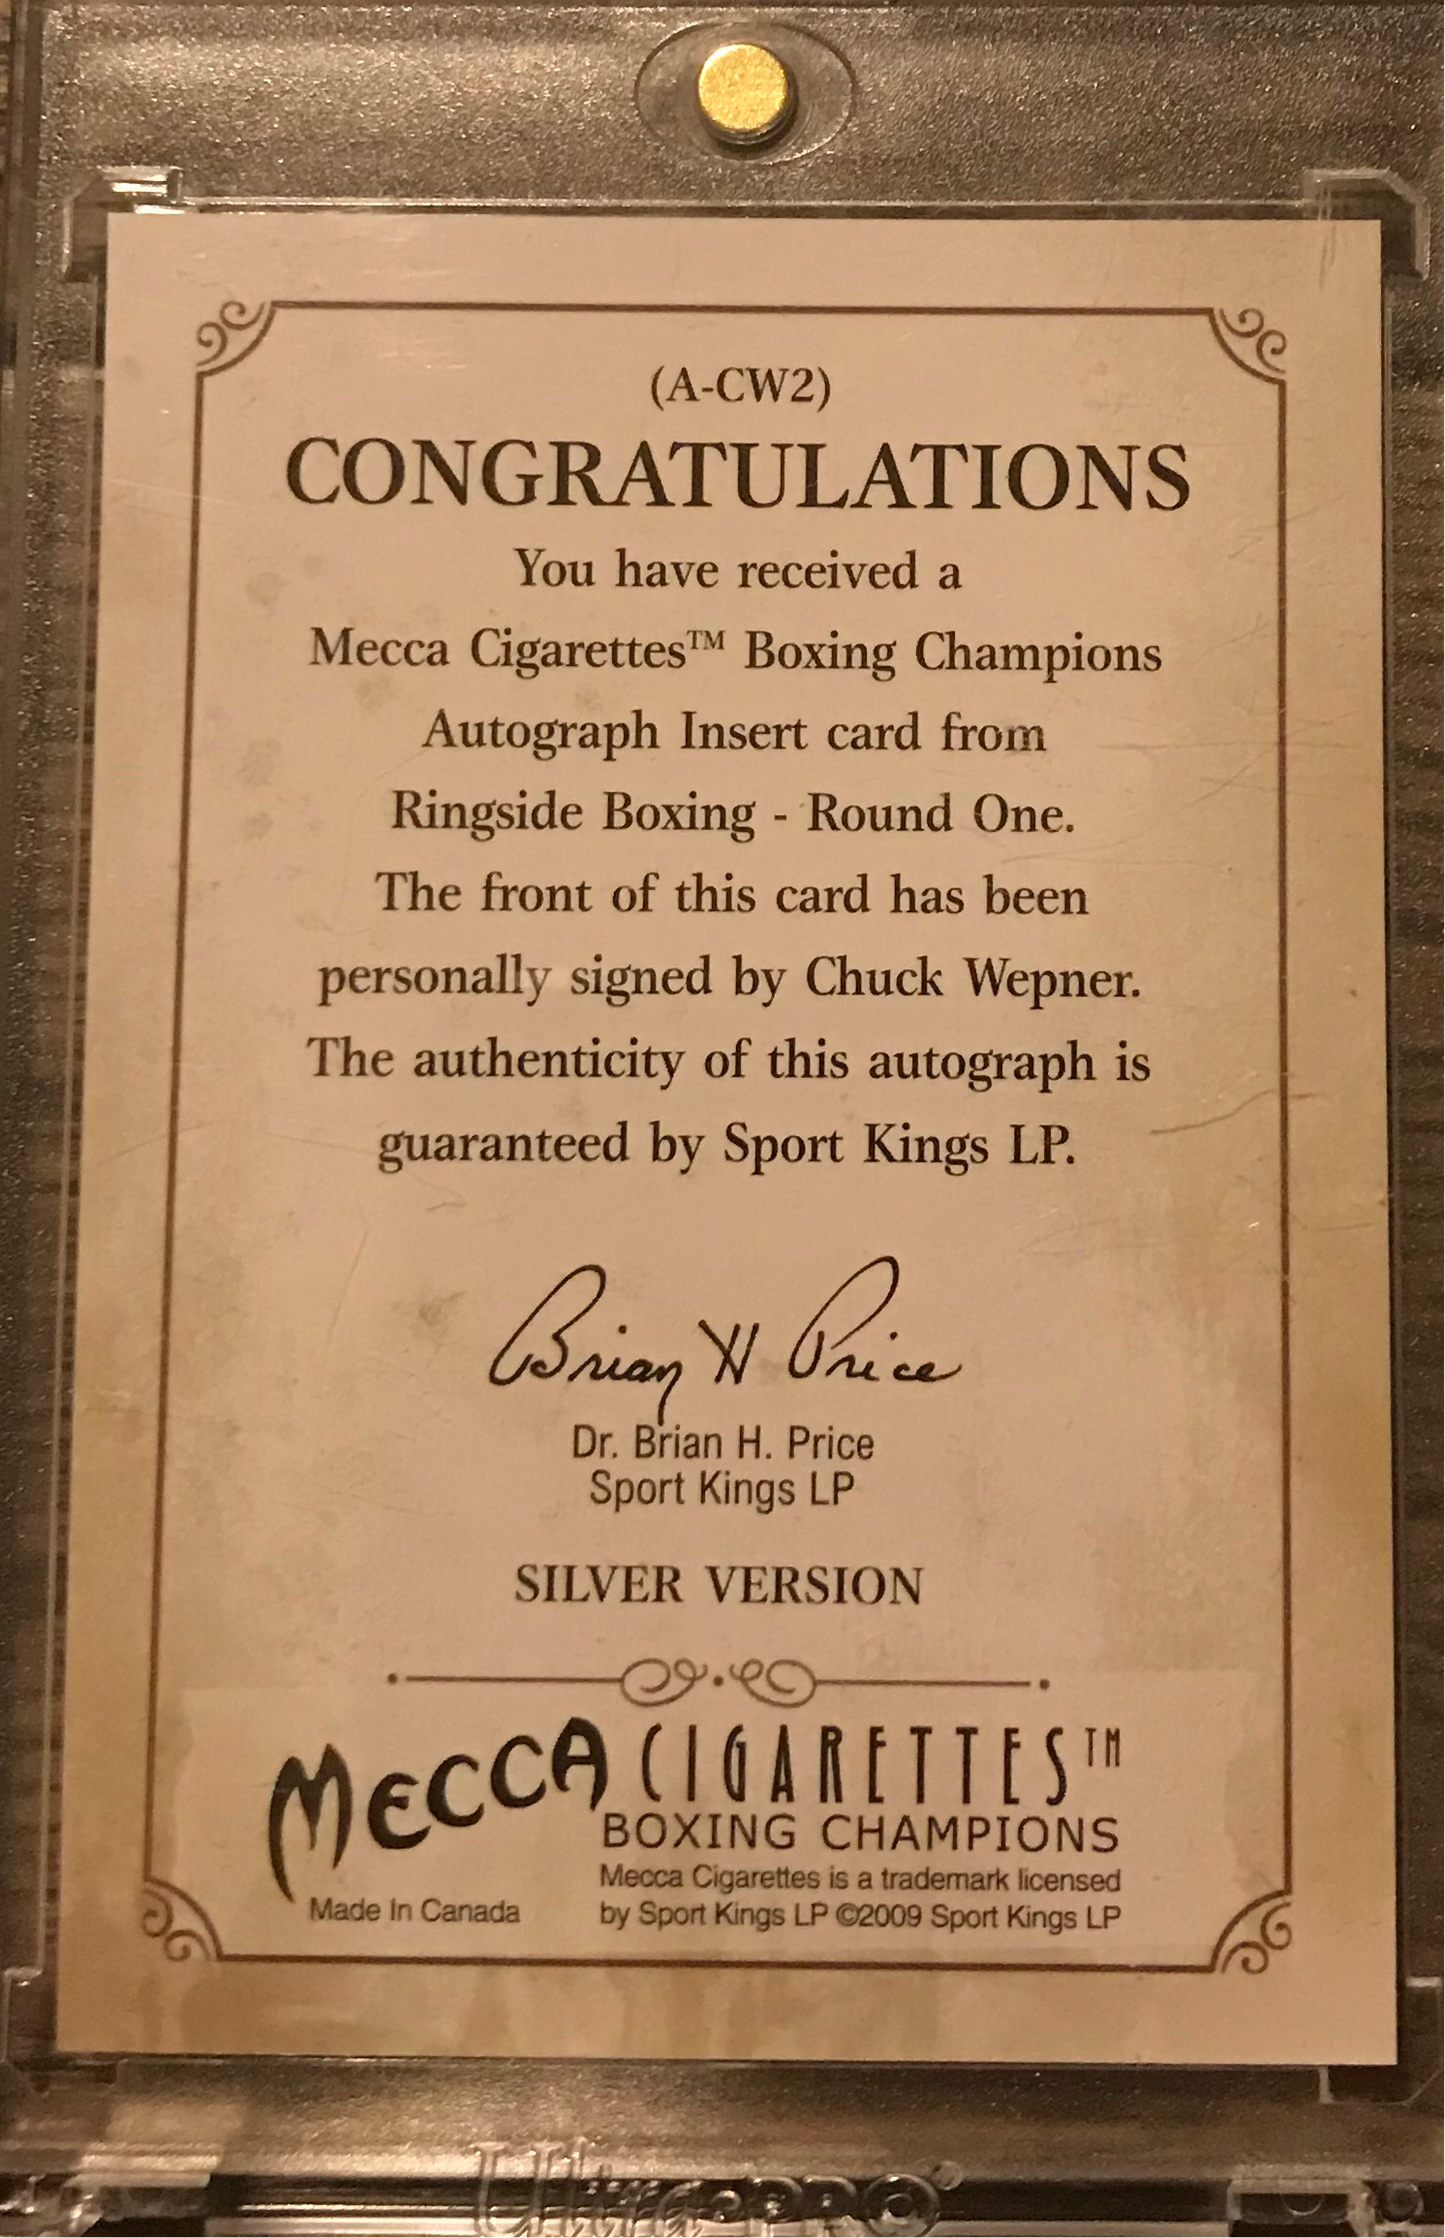 (A-CW2)
CONGRATULATIONS
You have received a
Mecca Cigarettes™ Boxing Champions
Autograph Insert card from
Ringside Boxing - Round One.
The front of this card has been
personally signed by Chuck Wepner.
The authenticity of this autograph is
guaranteed by Sport Kings LP.
Brian H Price
Dr. Brian H. Price
Sport Kings LP
SILVER VERSION
MECCA CIGARETTES™
BOXING CHAMPIONS
Mecca Cigarettes is a trademark licensed
Made In Canada by Sport Kings LP ©2009 Sport Kings LP
Ultra PRO®